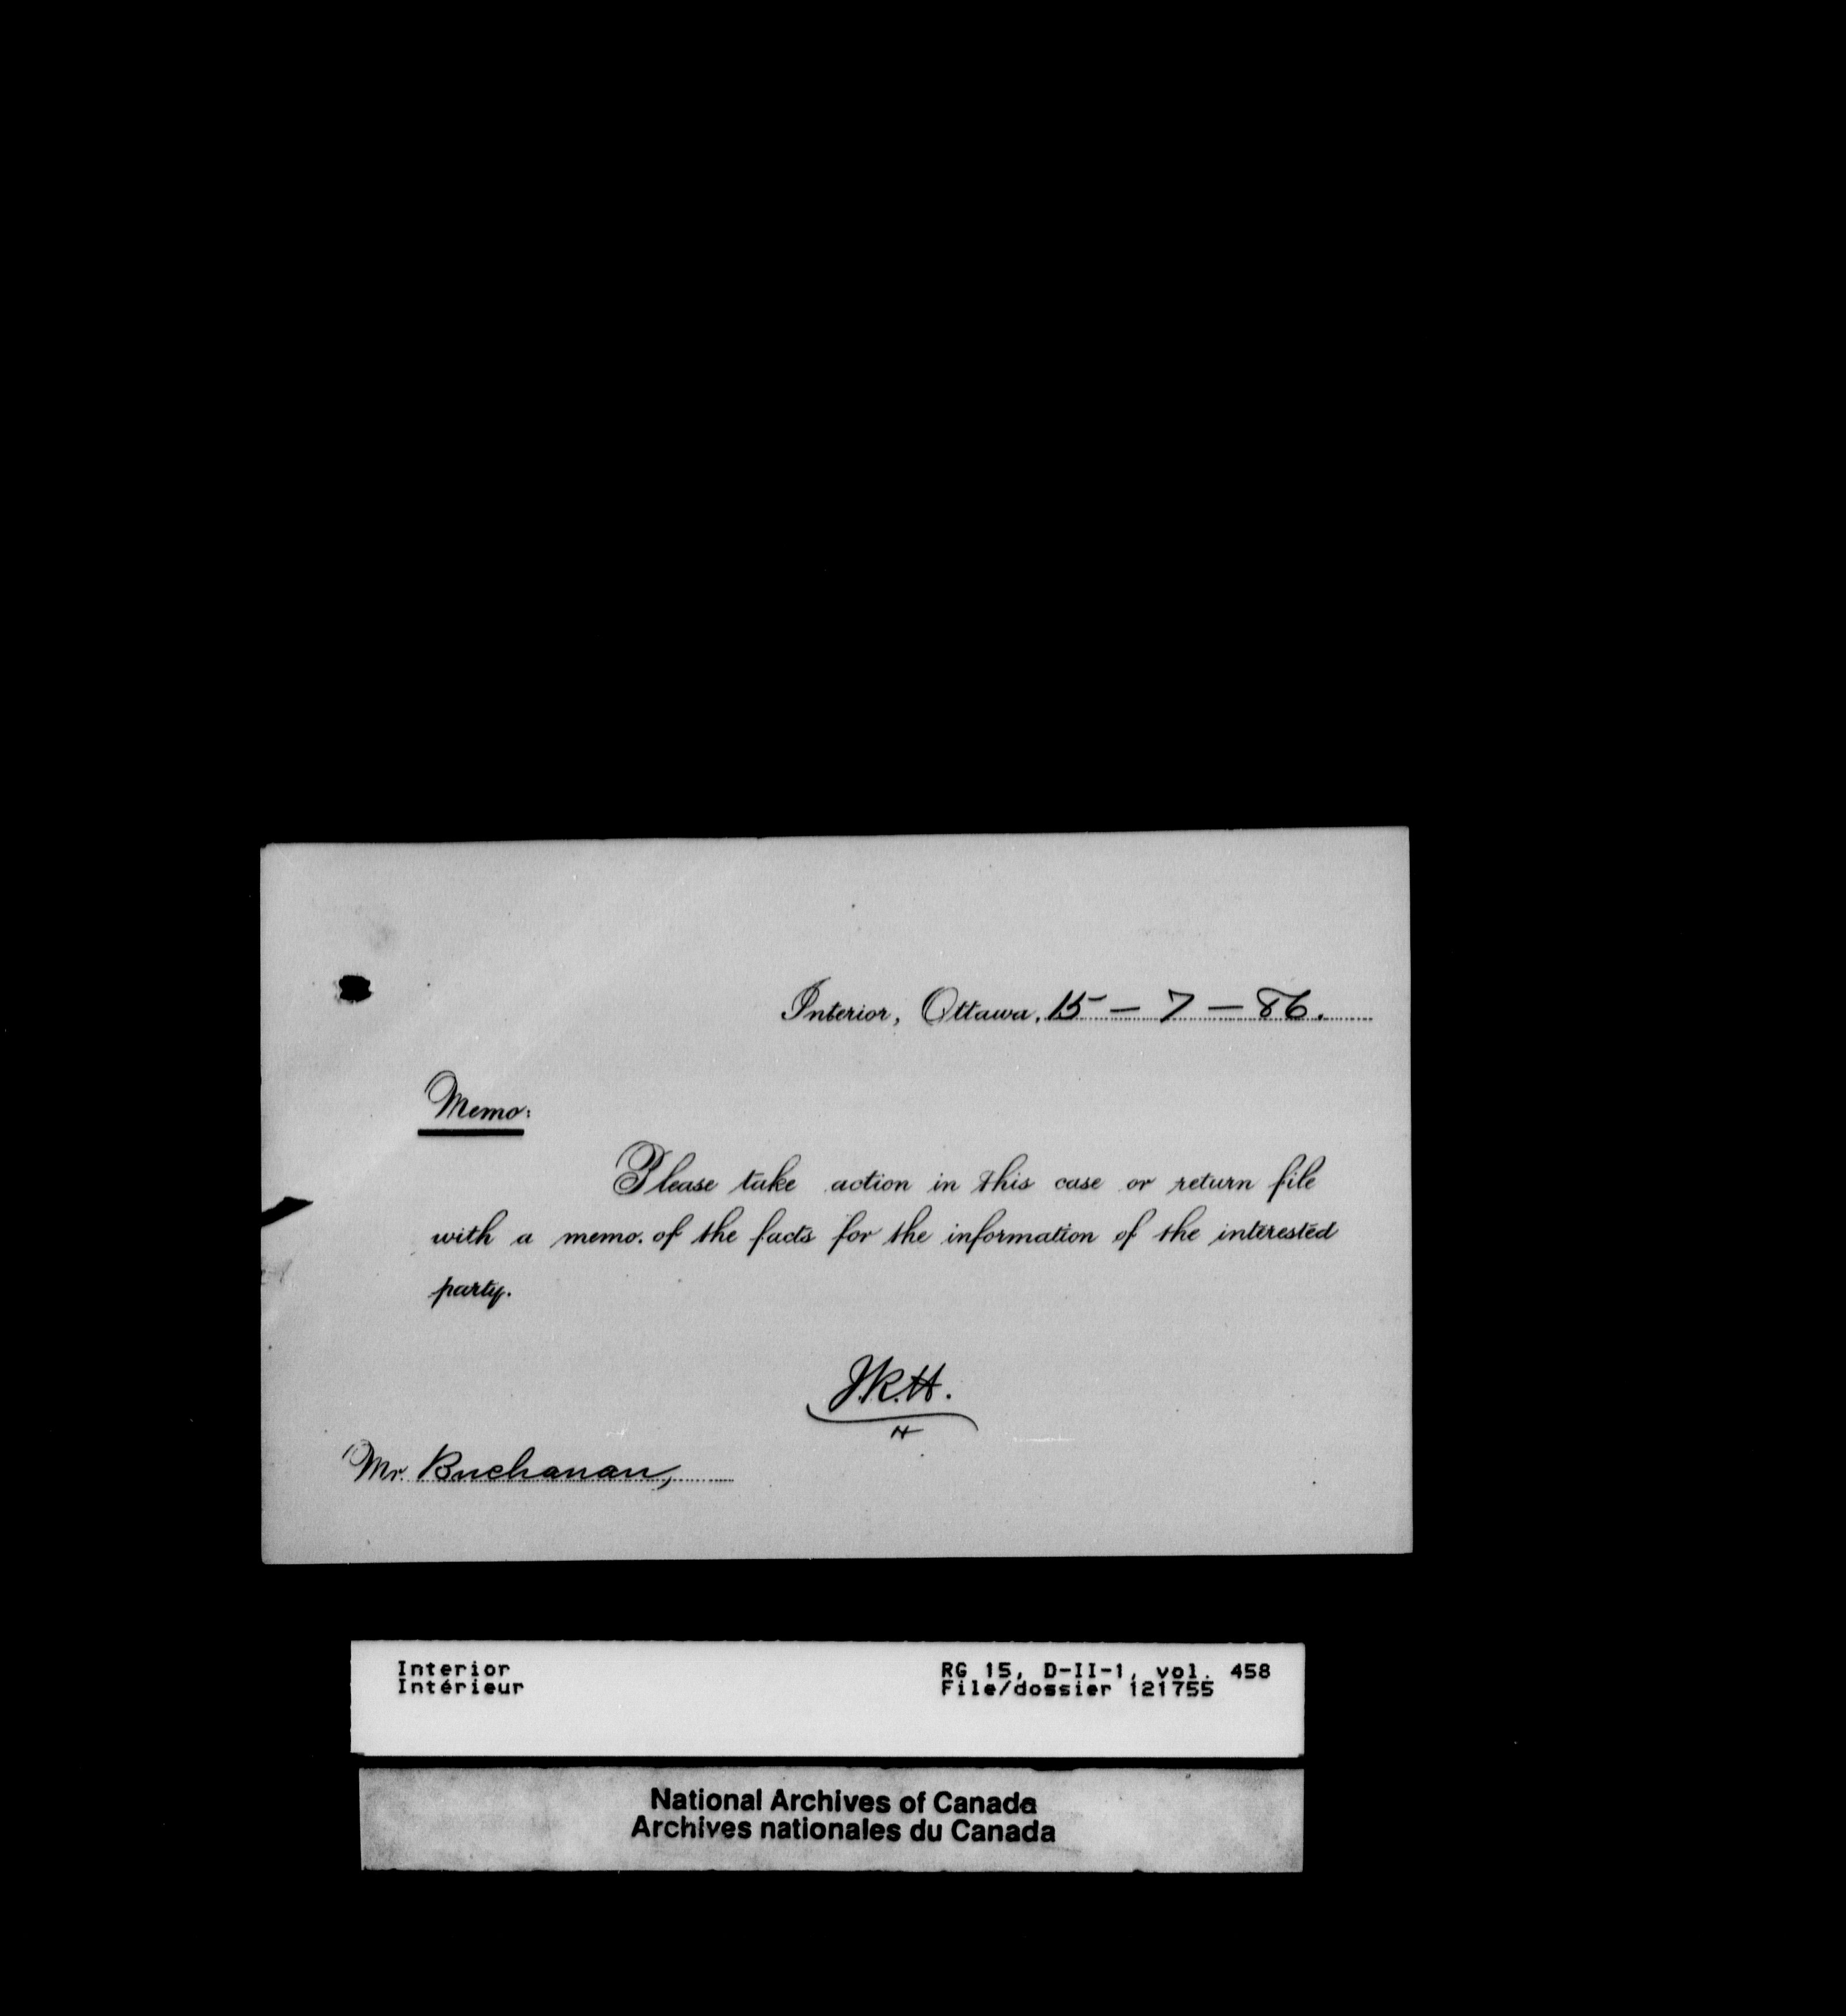 Interior, Ottawa, 15 – 7 – 86.
Memo:
Please take action in this case or return file
with a memo. of the facts for the information of the interested
party.
J.R.H.
H
Mr. Buchanan,
Interior
Intérieur
RG 15, D-II-1, vol. 458
File/dossier 121755
National Archives of Canada
Archives nationales du Canada